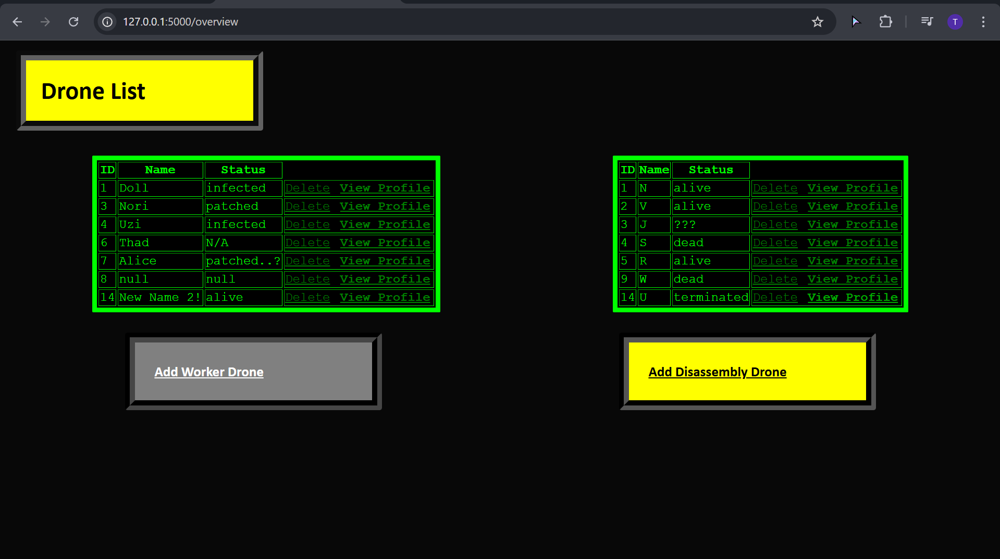 127.0.0.1:5000/overview
T
Drone List
ID Name Status
1 Doll infected Delete View Profile
3 Nori patched Delete View Profile
4 Uzi infected Delete View Profile
6 Thad N/A Delete View Profile
7 Alice patched..? Delete View Profile
8 null null Delete View Profile
14 New Name 2! alive Delete View Profile
ID Name Status
1 N alive Delete View Profile
2 V alive Delete View Profile
3 J ??? Delete View Profile
4 S dead Delete View Profile
5 R alive Delete View Profile
9 W dead Delete View Profile
14 U terminated Delete View Profile
Add Worker Drone
Add Disassembly Drone